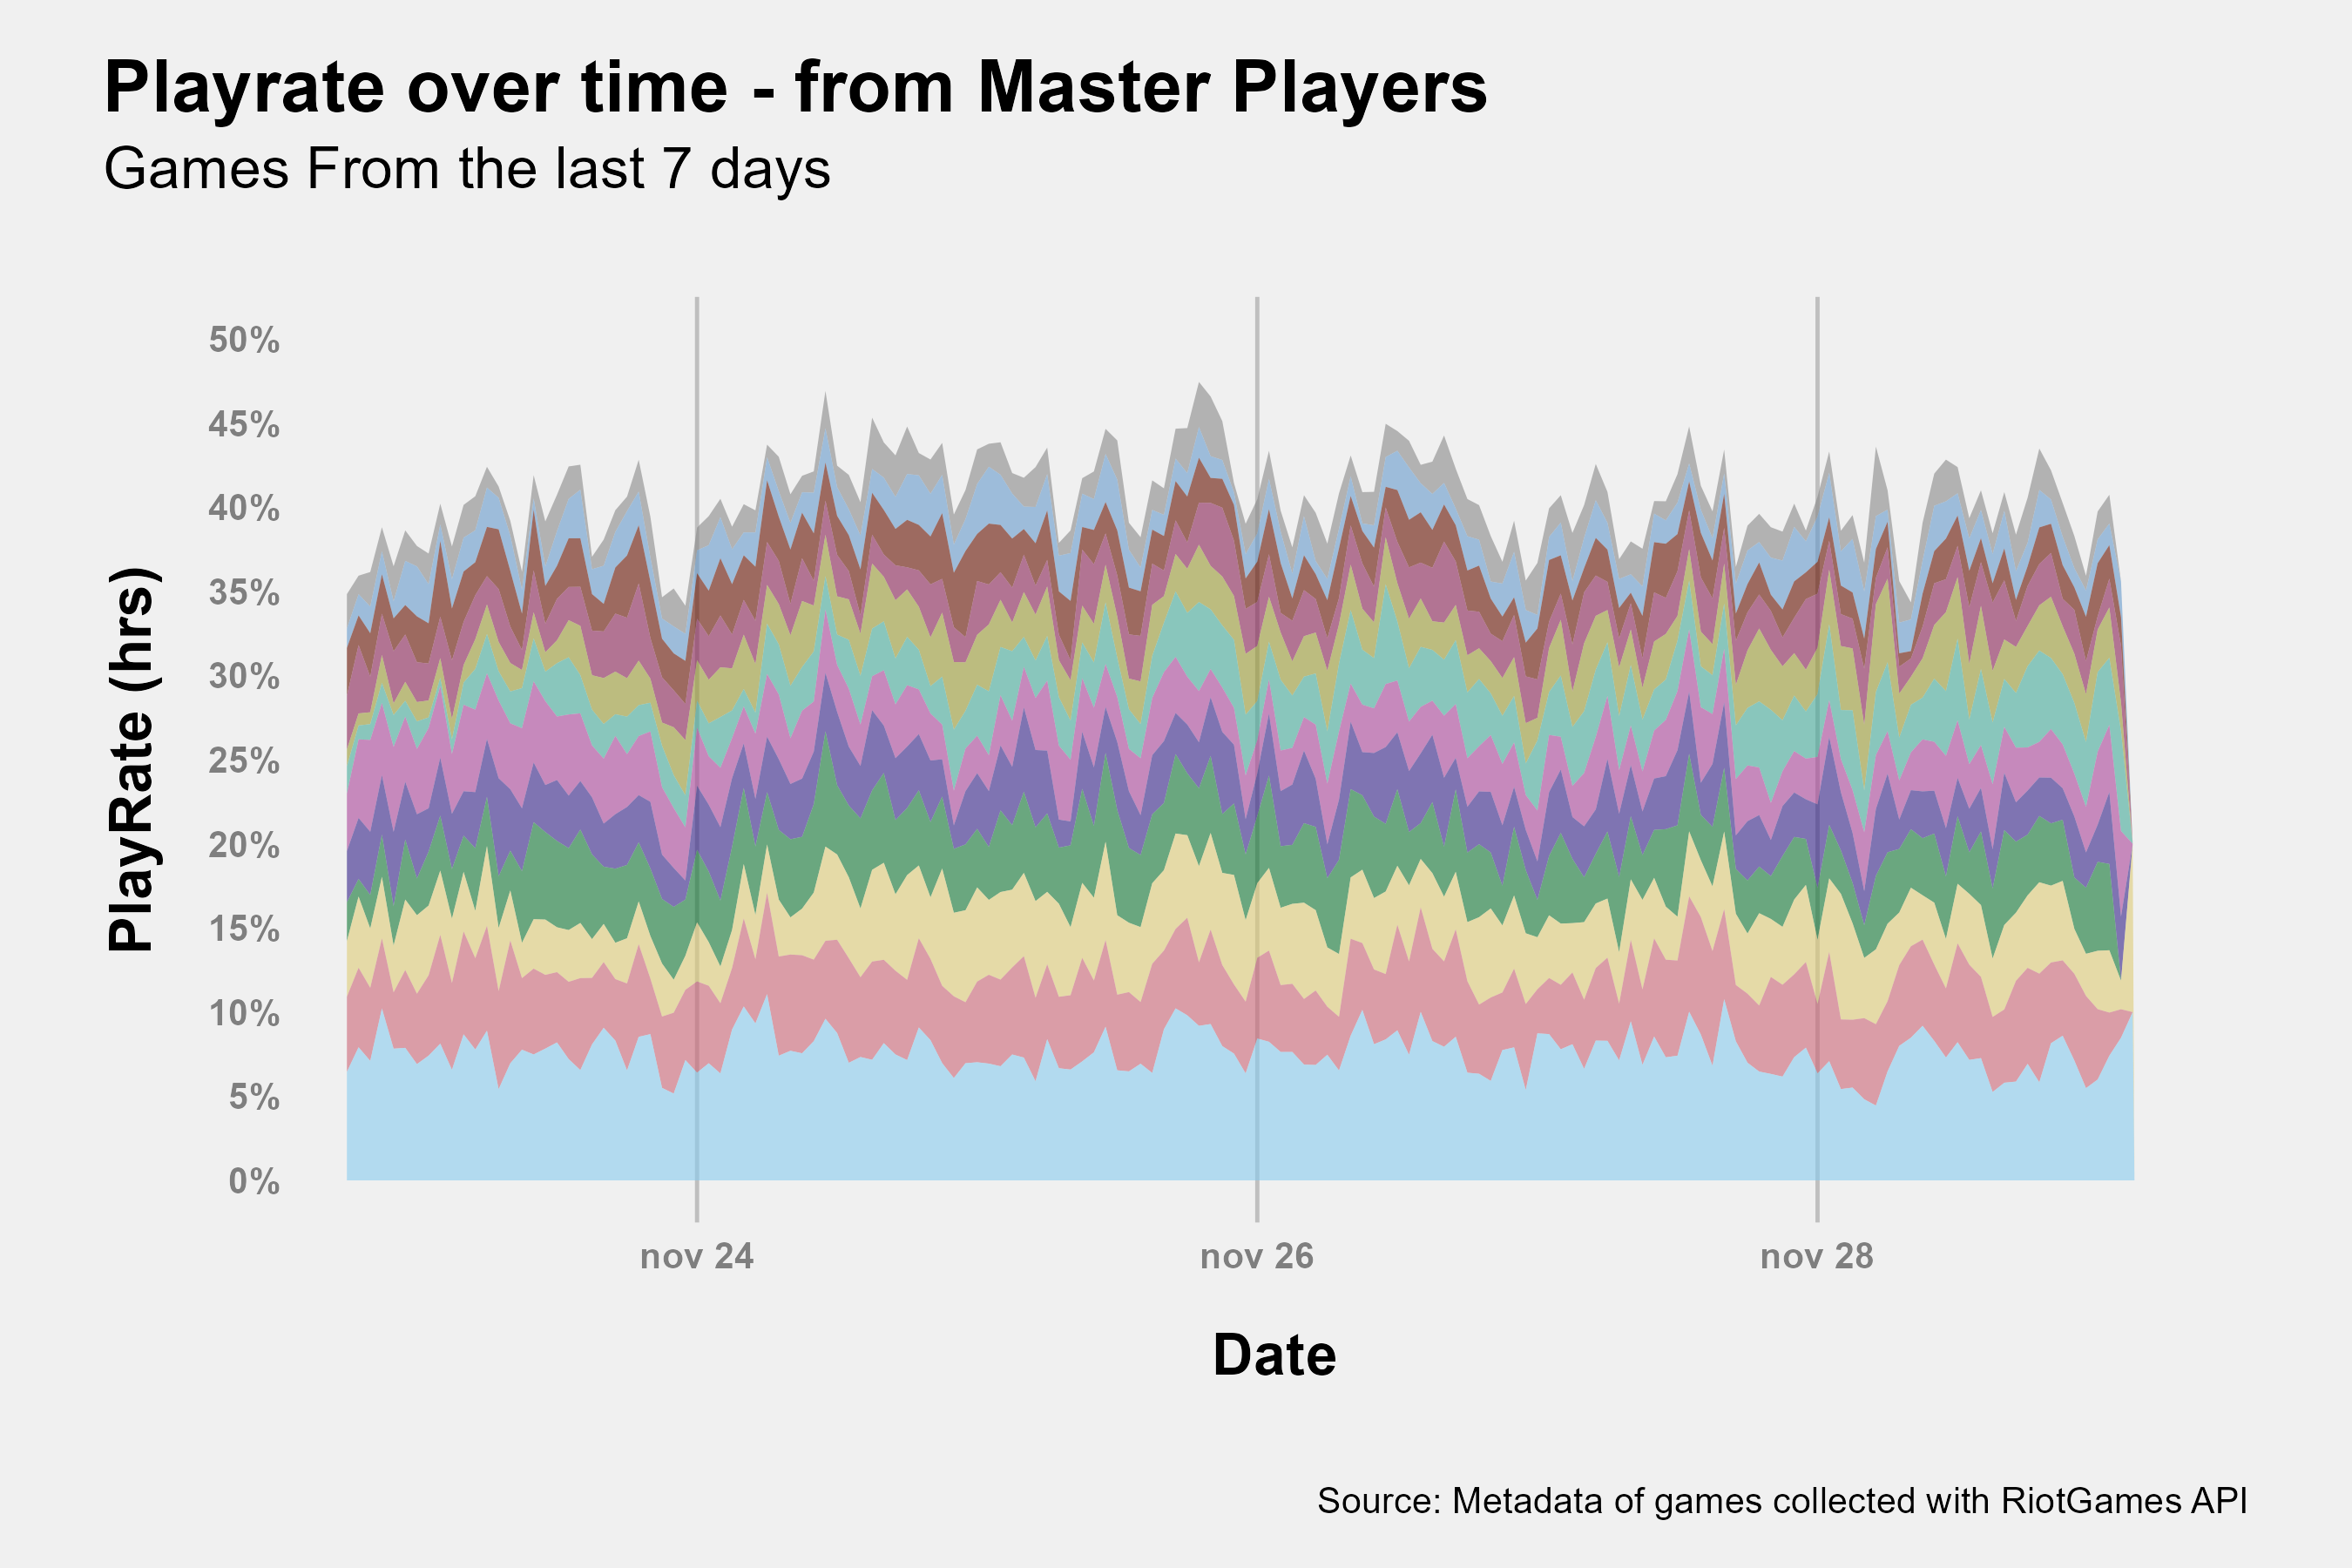 Playrate over time - from Master Players
Games From the last 7 days
PlayRate (hrs)
50%
45%
40%
35%
30%
25%
20%
15%
10%
5%
0%
nov 24
nov 26
nov 28
Date
Source: Metadata of games collected with RiotGames API